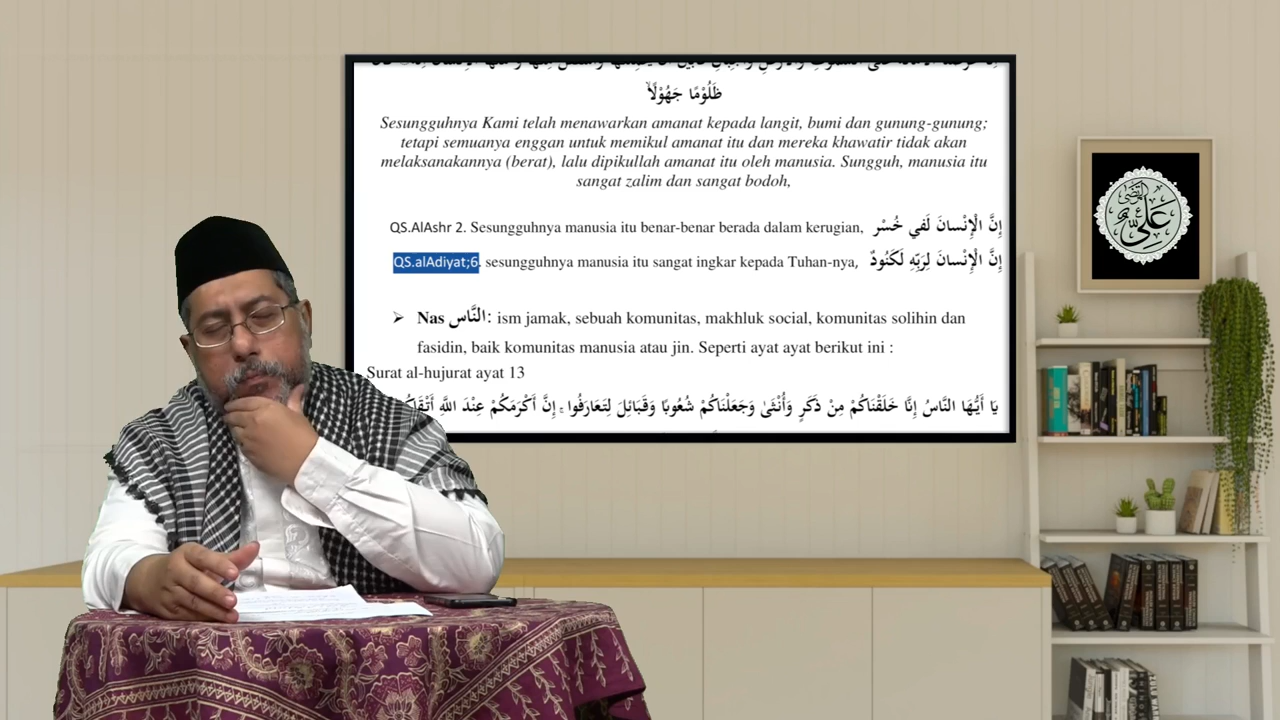 ظَلُوْمًا جَهُوْلًاۙ
Sesungguhnya Kami telah menawarkan amanat kepada langit, bumi dan gunung-gunung;
tetapi semuanya enggan untuk memikul amanat itu dan mereka khawatir tidak akan
melaksanakannya (berat), lalu dipikullah amanat itu oleh manusia. Sungguh, manusia itu
sangat zalim dan sangat bodoh,
QS.AlAshr 2. Sesungguhnya manusia itu benar-benar berada dalam kerugian, إِنَّ الْإِنْسانَ لَفي خُسْر
QS.alAdiyat;6. sesungguhnya manusia itu sangat ingkar kepada Tuhan-nya, إِنَّ الْإِنْسانَ لِرَبِّهِ لَكَنُودٌ
➢ Nas النَّاس: ism jamak, sebuah komunitas, makhluk social, komunitas solihin dan
fasidin, baik komunitas manusia atau jin. Seperti ayat ayat berikut ini :
Surat al-hujurat ayat 13
يَا أَيُّهَا النَّاسُ إِنَّا خَلَقْنَاكُمْ مِنْ ذَكَرٍ وَأُنْثَىٰ وَجَعَلْنَاكُمْ شُعُوبًا وَقَبَائِلَ لِتَعَارَفُوا ۚ إِنَّ أَكْرَمَكُمْ عِنْدَ اللَّهِ
علي
المرتضى